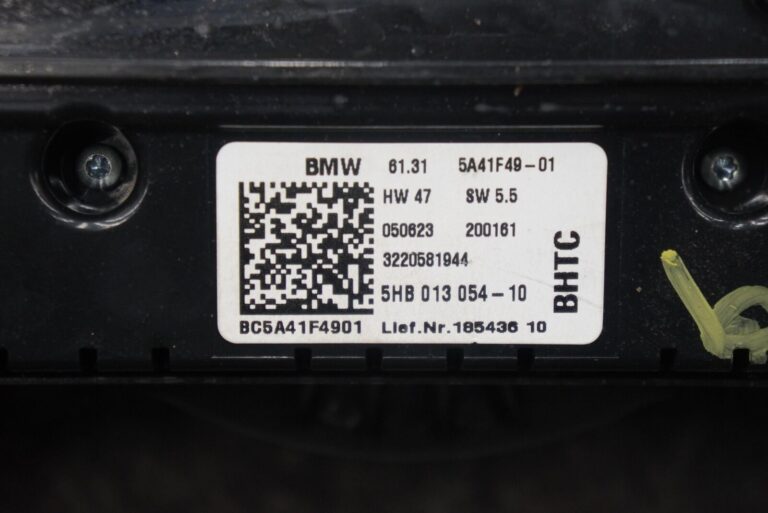 BMW 61.31 5A41F49-01
HW 47 SW 5.5
050623 200161
3220581944
5HB 013 054-10
BHTC
BC5A41F4901 Lief.Nr.185436 10